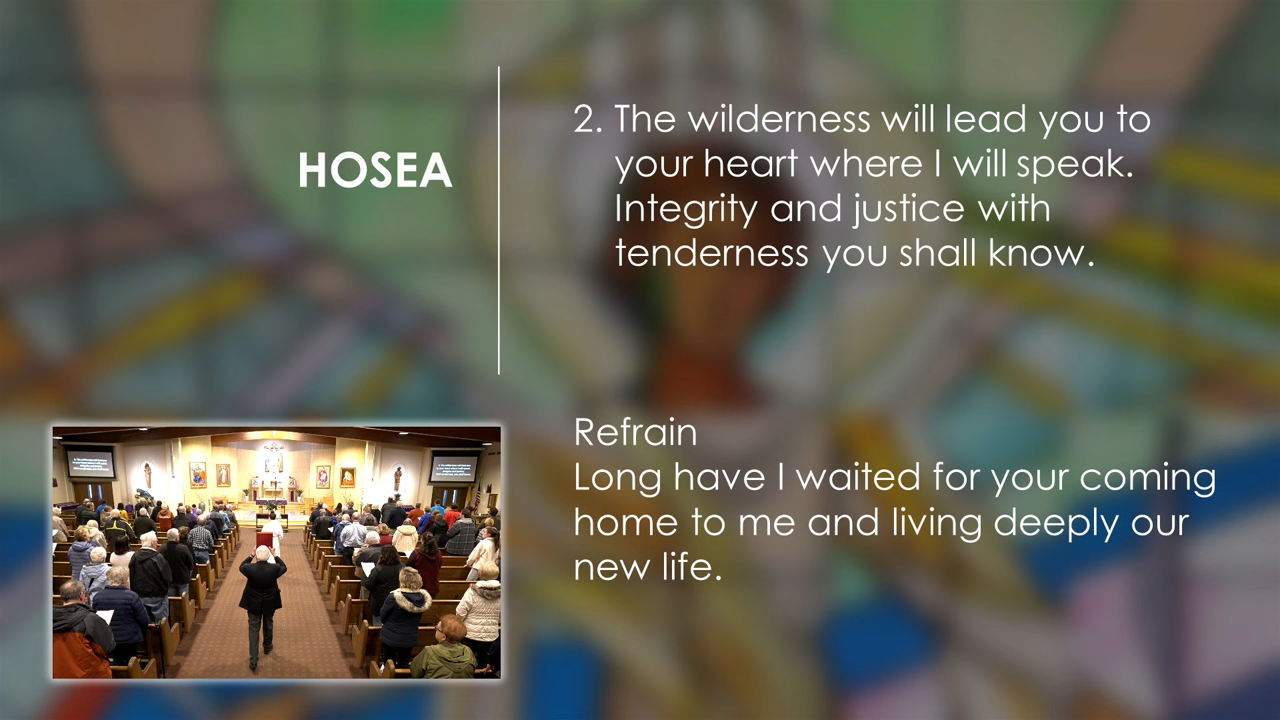 HOSEA
2. The wilderness will lead you to
your heart where I will speak.
Integrity and justice with
tenderness you shall know.
Refrain
Long have I waited for your coming
home to me and living deeply our
new life.